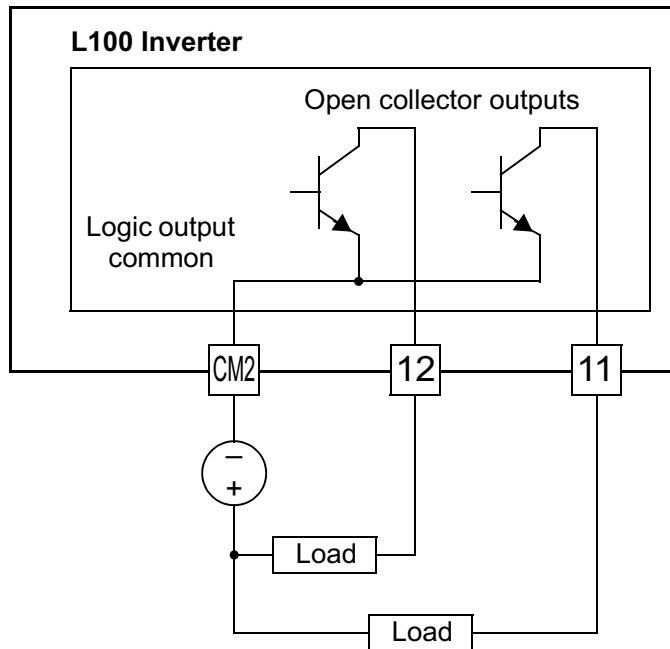 L100 Inverter
Open collector outputs
Logic output
common
CM2
12
11
–
+
Load
Load